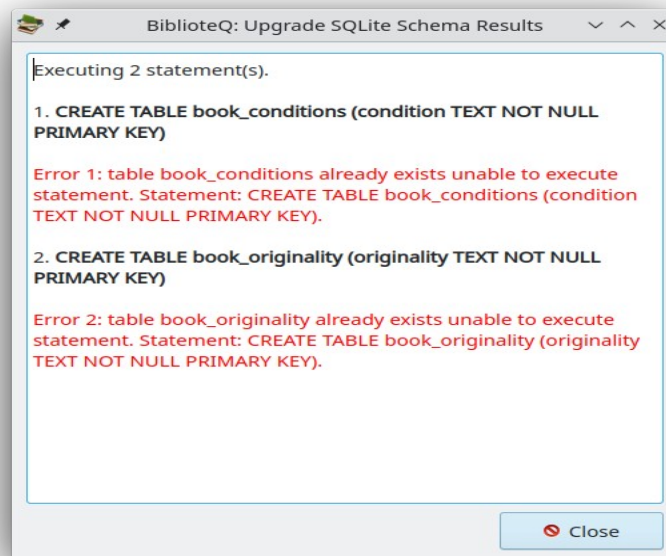 BiblioteQ: Upgrade SQLite Schema Results
Executing 2 statement(s).
1. CREATE TABLE book_conditions (condition TEXT NOT NULL
PRIMARY KEY)
Error 1: table book_conditions already exists unable to execute
statement. Statement: CREATE TABLE book_conditions (condition
TEXT NOT NULL PRIMARY KEY).
2. CREATE TABLE book_originality (originality TEXT NOT NULL
PRIMARY KEY)
Error 2: table book_originality already exists unable to execute
statement. Statement: CREATE TABLE book_originality (originality
TEXT NOT NULL PRIMARY KEY).
Close